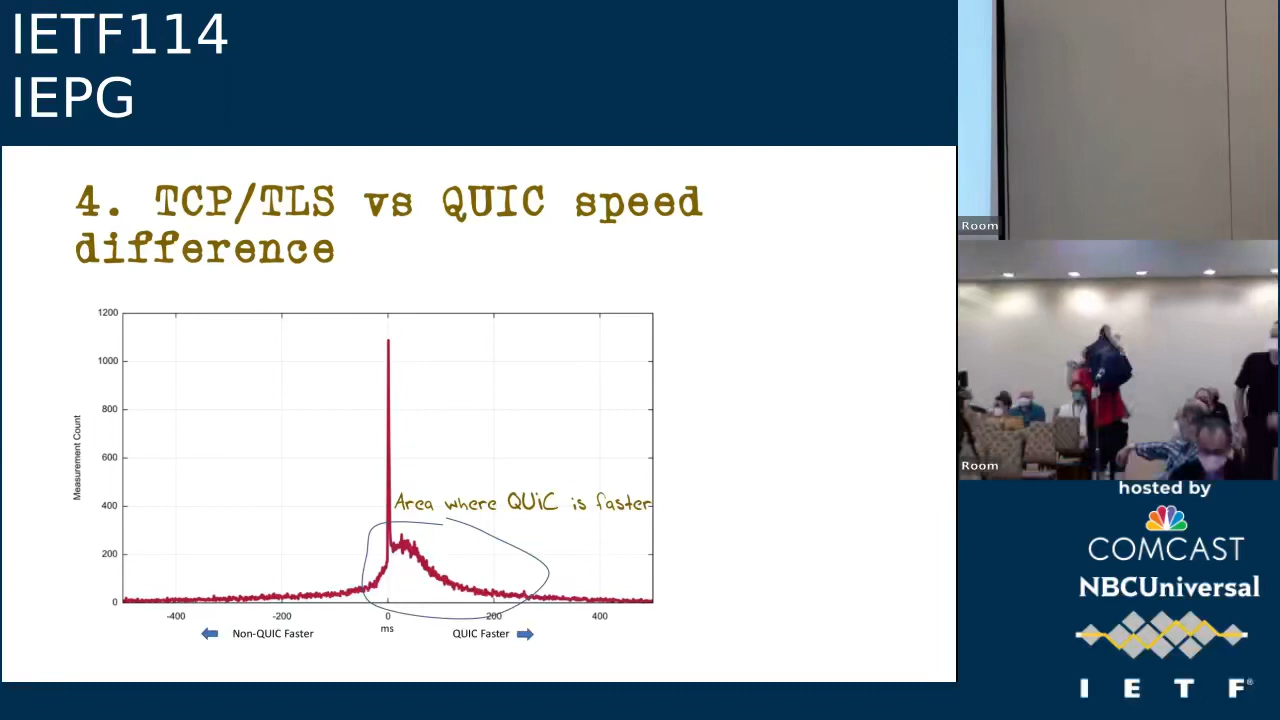 IETF114
IEPG
4. TCP/TLS vs QUIC speed
difference
1200
1000
800
600
400
200
0
Measurement Count
Area where QUIC is faster
-400
-200
0
200
400
ms
Non-QUIC Faster
QUIC Faster
Room
Room
hosted by
COMCAST
NBCUniversal
I E T F®